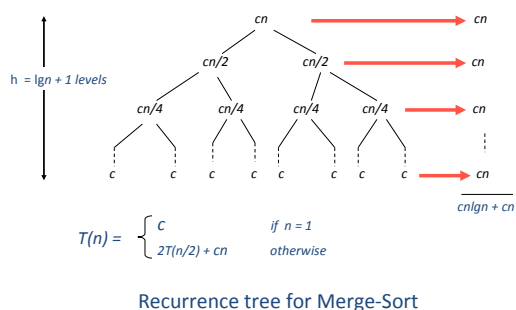 cn cn
cn/2 cn/2 cn
h = lgn + 1 levels
cn/4 cn/4 cn/4 cn/4 cn
c c c c c c c c cn
cnlgn + cn
T(n) =
C if n = 1
2T(n/2) + cn otherwise
Recurrence tree for Merge-Sort